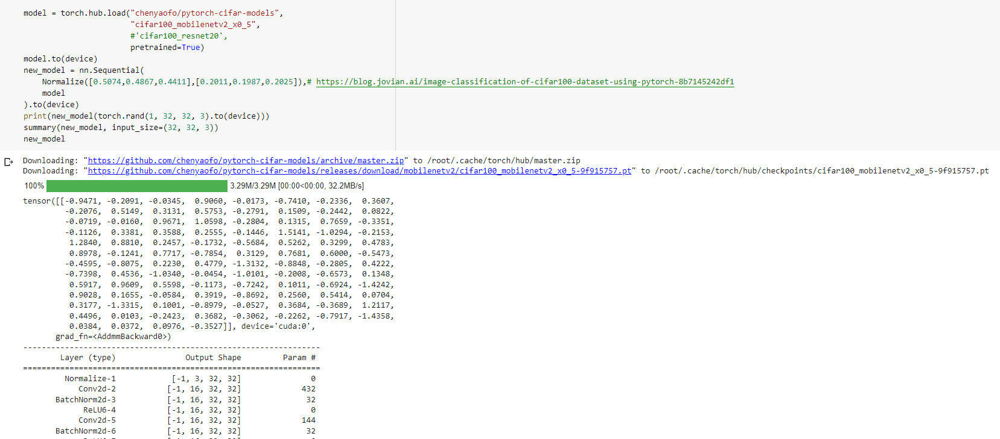 model = torch.hub.load("chenyaofo/pytorch-cifar-models",
"cifar100_mobilenetv2_x0_5",
#'cifar100_resnet20',
pretrained=True)
model.to(device)
new_model = nn.Sequential(
Normalize([0.5074,0.4867,0.4411],[0.2011,0.1987,0.2025]),# https://blog.jovian.ai/image-classification-of-cifar100-dataset-using-pytorch-8b7145242df1
model
).to(device)
print(new_model(torch.rand(1, 32, 32, 3).to(device)))
summary(new_model, input_size=(32, 32, 3))
new_model
Downloading: "https://github.com/chenyaofo/pytorch-cifar-models/archive/master.zip" to /root/.cache/torch/hub/master.zip
Downloading: "https://github.com/chenyaofo/pytorch-cifar-models/releases/download/mobilenetv2/cifar100_mobilenetv2_x0_5-9f915757.pt" to /root/.cache/torch/hub/checkpoints/cifar100_mobilenetv2_x0_5-9f915757.pt
100% 3.29M/3.29M [00:00<00:00, 32.2MB/s]
tensor([[-0.9471, -0.2091, -0.0345, 0.9060, -0.0173, -0.7410, -0.2336, 0.3607,
-0.2076, 0.5149, 0.3131, 0.5753, -0.2791, 0.1509, -0.2442, 0.0822,
-0.0719, -0.0160, 0.9671, 1.0598, -0.2804, 0.1315, 0.7659, -0.3351,
-0.1126, 0.3381, 0.3588, 0.2555, -0.1446, 1.5141, -1.0294, -0.2153,
1.2840, 0.8810, 0.2457, -0.1732, -0.5684, 0.5262, 0.3299, 0.4783,
0.8978, -0.1241, 0.7717, -0.7854, 0.3129, 0.7681, 0.6000, -0.5473,
-0.4595, -0.8075, 0.2230, 0.4779, -1.3132, -0.8848, -0.2805, 0.4222,
-0.7398, 0.4536, -1.0340, -0.0454, -1.0101, -0.2008, -0.6573, 0.1348,
0.5917, 0.9609, 0.5598, -0.1173, -0.7242, 0.1011, -0.6924, -1.4242,
0.9028, 0.1655, -0.0584, 0.3919, -0.8692, 0.2560, 0.5414, 0.0704,
0.3177, -1.3315, 0.1001, -0.8979, -0.0527, 0.3684, -0.3689, 1.2117,
0.4496, 0.0103, -0.2423, 0.3682, -0.3062, -0.2262, -0.7917, -1.4358,
0.0384, 0.0372, 0.0976, -0.3527]], device='cuda:0',
grad_fn=<AddmmBackward0>)
----------------------------------------------------------------
Layer (type) Output Shape Param #
================================================================
Normalize-1 [-1, 3, 32, 32] 0
Conv2d-2 [-1, 16, 32, 32] 432
BatchNorm2d-3 [-1, 16, 32, 32] 32
ReLU6-4 [-1, 16, 32, 32] 0
Conv2d-5 [-1, 16, 32, 32] 144
BatchNorm2d-6 [-1, 16, 32, 32] 32